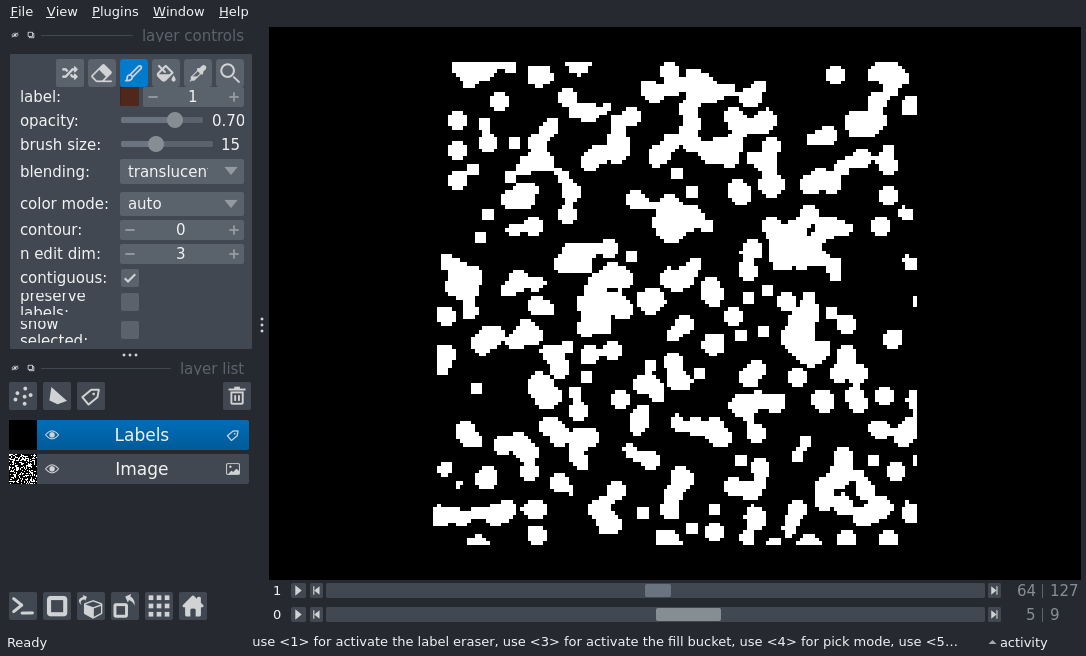 File View Plugins Window Help
layer controls
label: 1
opacity: 0.70
brush size: 15
blending: translucen
color mode: auto
contour: 0
n edit dim: 3
contiguous:
preserve
labels:
show
selected:
layer list
Labels
Image
1 64 | 127
0 5 | 9
Ready use <1> for activate the label eraser, use <3> for activate the fill bucket, use <4> for pick mode, use <5... activity